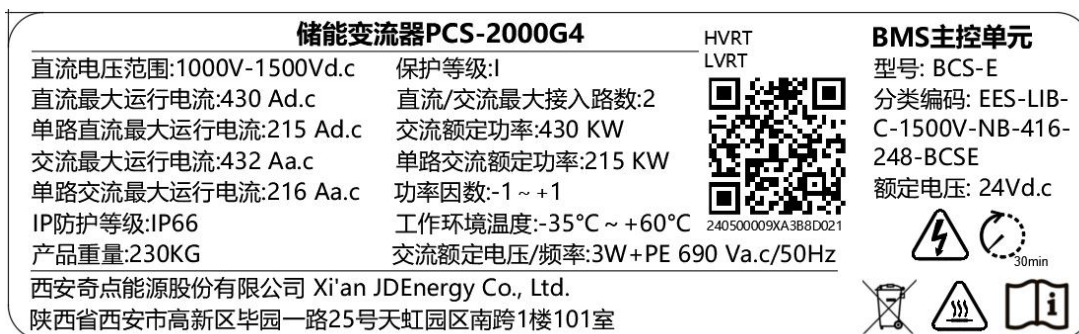 储能变流器PCS-2000G4
HVRT
LVRT
直流电压范围:1000V-1500Vd.c
保护等级:I
直流最大运行电流:430 Ad.c
直流/交流最大接入路数:2
单路直流最大运行电流:215 Ad.c
交流额定功率:430 KW
交流最大运行电流:432 Aa.c
单路交流额定功率:215 KW
单路交流最大运行电流:216 Aa.c
功率因数:-1 ~ +1
IP防护等级:IP66
工作环境温度:-35°C ~ +60°C
240500009XA3B8D021
产品重量:230KG
交流额定电压/频率:3W+PE 690 Va.c/50Hz
西安奇点能源股份有限公司 Xi'an JDEnergy Co., Ltd.
陕西省西安市高新区毕园一路25号天虹园区南跨1楼101室
BMS主控单元
型号: BCS-E
分类编码: EES-LIB-
C-1500V-NB-416-
248-BCSE
额定电压: 24Vd.c
30min